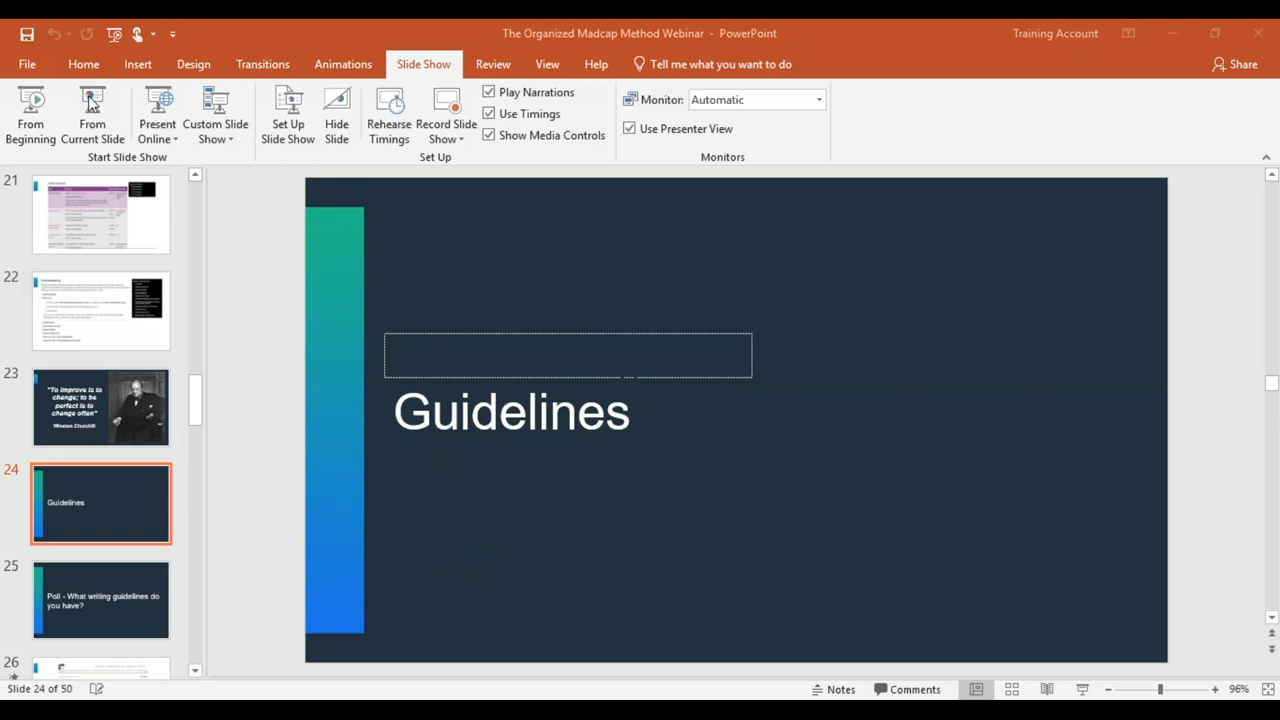 The Organized Madcap Method Webinar - PowerPoint
Training Account
File Home Insert Design Transitions Animations Slide Show Review View Help Tell me what you want to do Share
From Beginning
From Current Slide
Present Online
Custom Slide Show
Start Slide Show
Set Up Slide Show
Hide Slide
Rehearse Timings
Record Slide Show
Play Narrations
Use Timings
Show Media Controls
Set Up
Monitor: Automatic
Use Presenter View
Monitors
21
22
23
"To improve is to
change; to be
perfect is to
change often"
Winston Churchill
24
Guidelines
25
Poll - What writing guidelines do
you have?
26
Guidelines
Slide 24 of 50
Notes
Comments
96%